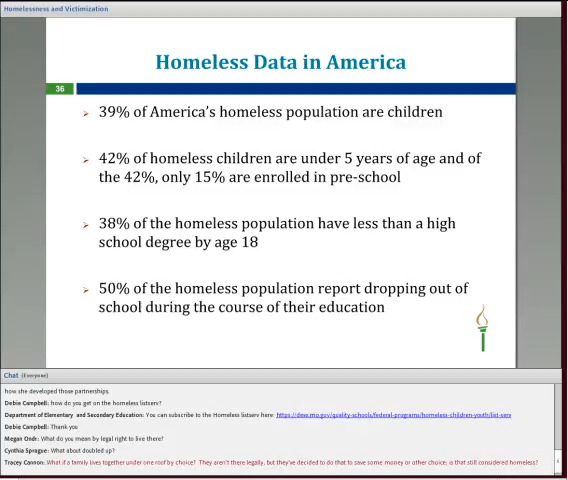 Homelessness and Victimization
Homeless Data in America
36
39% of America's homeless population are children
42% of homeless children are under 5 years of age and of
the 42%, only 15% are enrolled in pre-school
38% of the homeless population have less than a high
school degree by age 18
50% of the homeless population report dropping out of
school during the course of their education
Chat (Everyone)
how she developed those partnerships.
Debie Campbell: how do you get on the homeless listserv?
Department of Elementary and Secondary Education: You can subscribe to the Homeless listserv here: https://dese.mo.gov/quality-schools/federal-programs/homeless-children-youth/list-serv
Debie Campbell: Thank you
Megan Ondr: What do you mean by legal right to live there?
Cynthia Sprague: What about doubled up?
Tracey Cannon: What if a family lives together under one roof by choice? They aren't there legally, but they've decided to do that to save some money or other choice; is that still considered homeless?